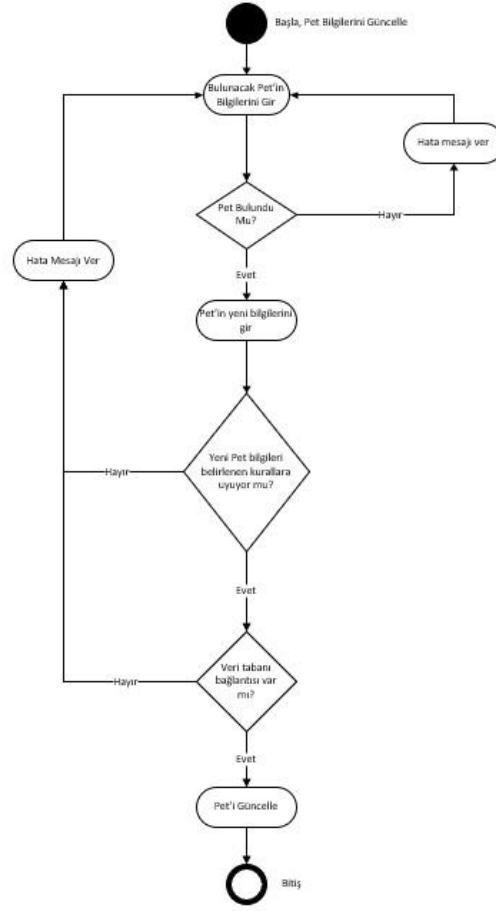 Başla, Pet Bilgilerini Güncelle
Bulunacak Pet'in
Bilgilerini Gir
Hata mesajı ver
Pet Bulundu
Mu?
Hayır
Hata Mesajı Ver
Evet
Pet'in yeni bilgilerini
gir
Yeni Pet bilgileri
belirlenen kurallara
uyuyor mu?
Hayır
Evet
Veri tabanı
bağlantısı var
mı?
Hayır
Evet
Pet'i Güncelle
Bitiş